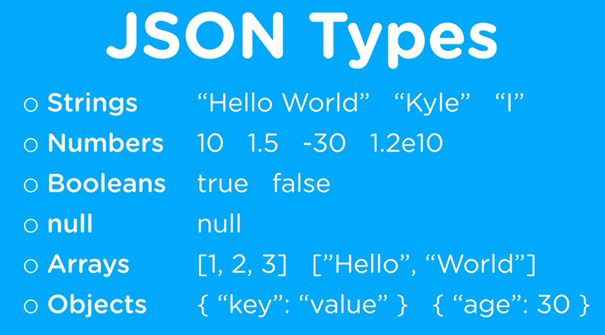 JSON Types
○ Strings “Hello World” “Kyle” “I”
○ Numbers 10 1.5 -30 1.2e10
○ Booleans true false
○ null null
○ Arrays [1, 2, 3] [”Hello”, “World”]
○ Objects { “key”: “value” } { “age”: 30 }